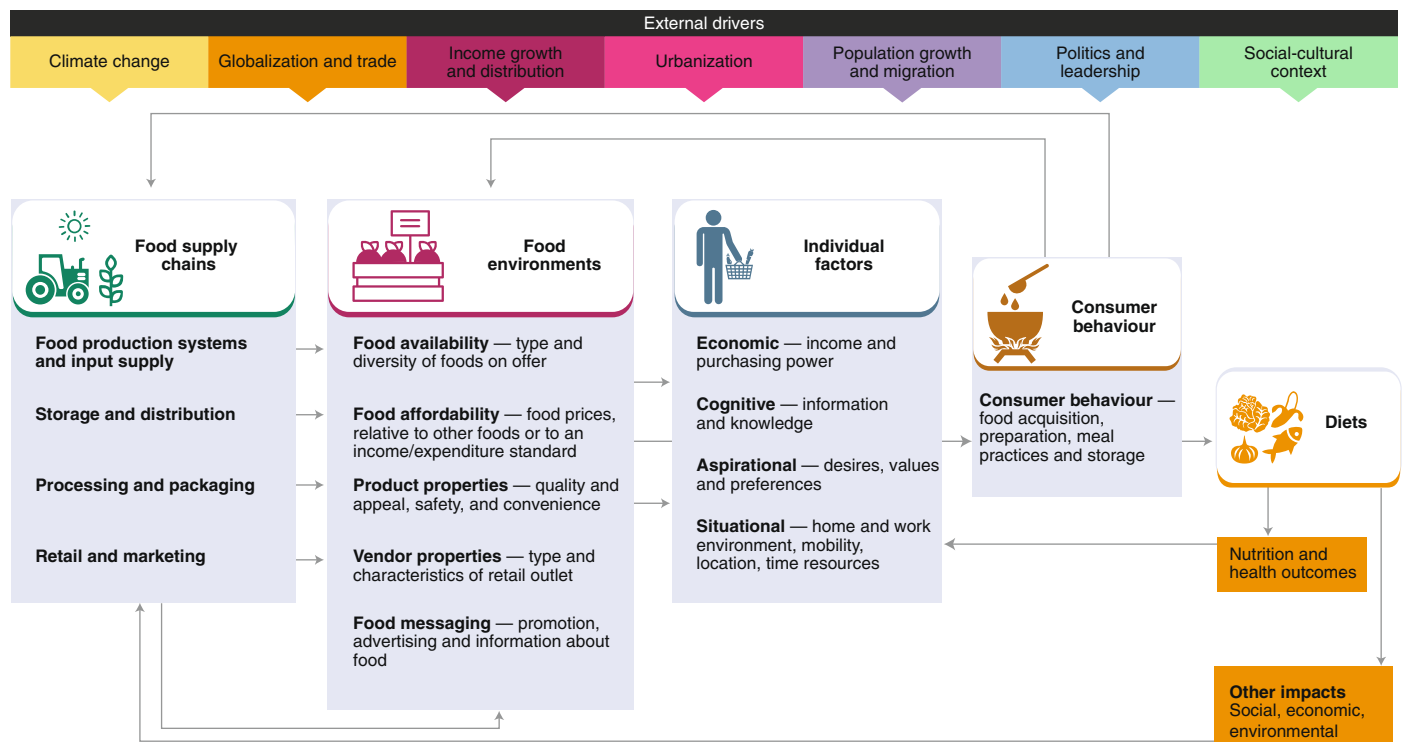 External drivers
Climate change
Globalization and trade
Income growth
and distribution
Urbanization
Population growth
and migration
Politics and
leadership
Social-cultural
context
Food supply
chains
Food production systems
and input supply
Storage and distribution
Processing and packaging
Retail and marketing
Food
environments
Food availability — type and
diversity of foods on offer
Food affordability — food prices,
relative to other foods or to an
income/expenditure standard
Product properties — quality and
appeal, safety, and convenience
Vendor properties — type and
characteristics of retail outlet
Food messaging — promotion,
advertising and information about
food
Individual
factors
Economic — income and
purchasing power
Cognitive — information
and knowledge
Aspirational — desires, values
and preferences
Situational — home and work
environment, mobility,
location, time resources
Consumer
behaviour
Consumer behaviour —
food acquisition,
preparation, meal
practices and storage
Diets
Nutrition and
health outcomes
Other impacts
Social, economic,
environmental